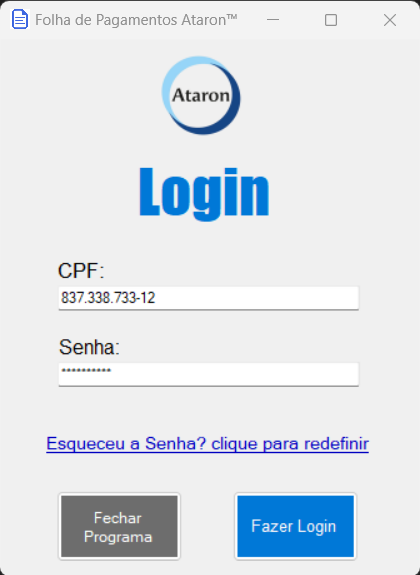 Folha de Pagamentos Ataron™
Ataron
Login
CPF:
837.338.733-12
Senha:
**********
Esqueceu a Senha? clique para redefinir
Fechar
Programa
Fazer Login